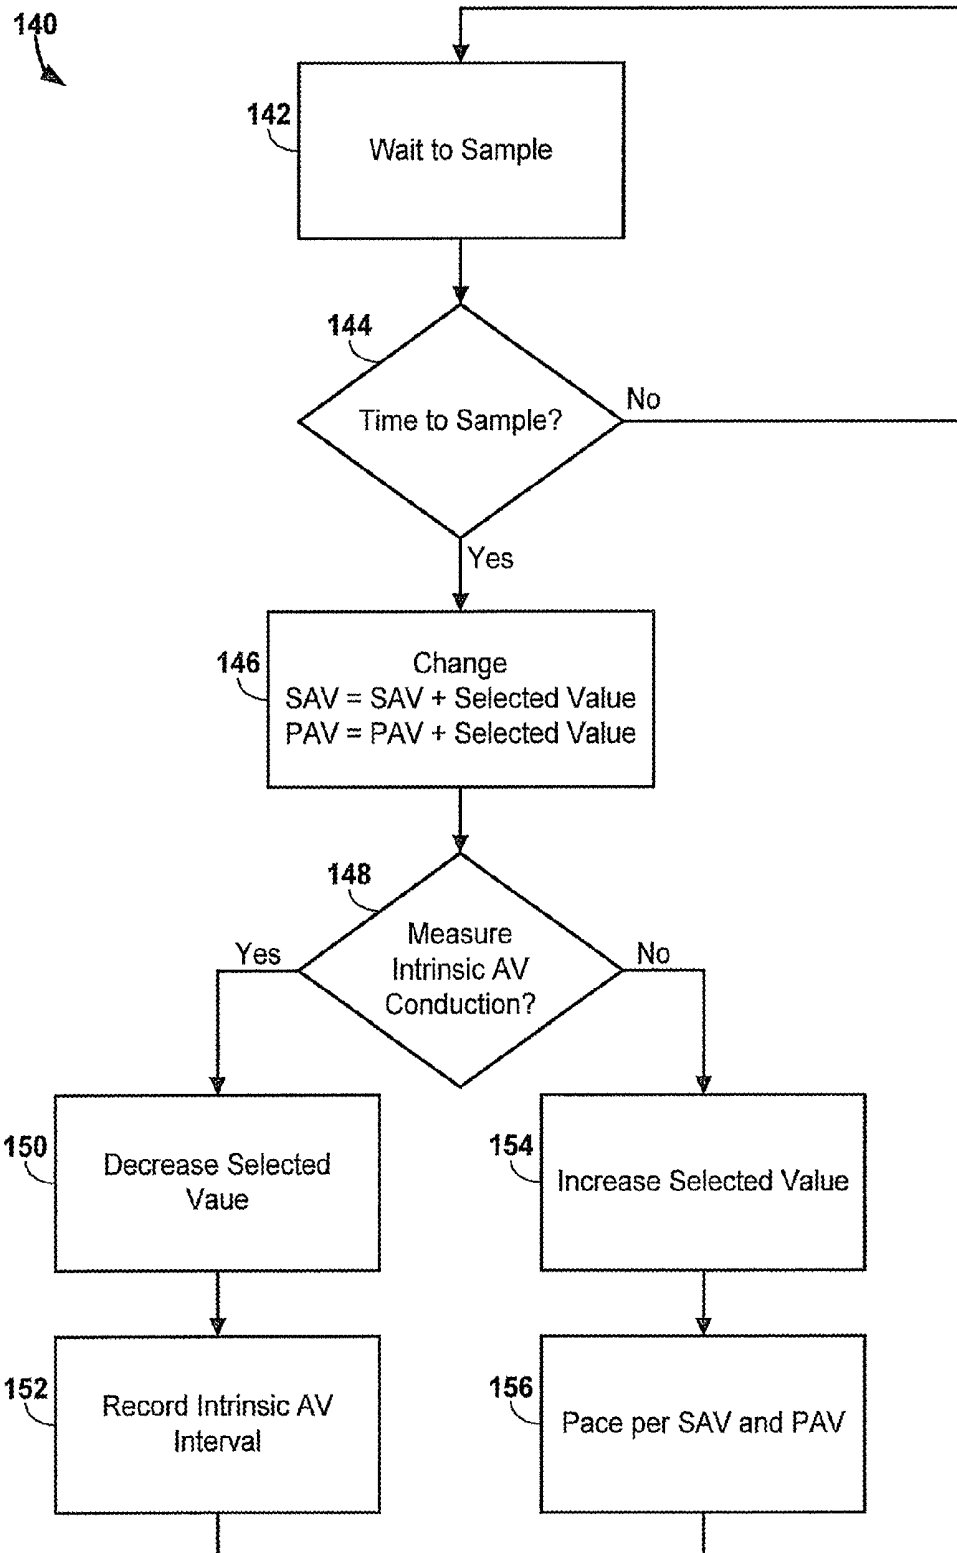 140
142
Wait to Sample
144
Time to Sample?
No
Yes
146
Change
SAV = SAV + Selected Value
PAV = PAV + Selected Value
148
Measure
Intrinsic AV
Conduction?
Yes
No
150
Decrease Selected
Vaue
154
Increase Selected Value
152
Record Intrinsic AV
Interval
156
Pace per SAV and PAV